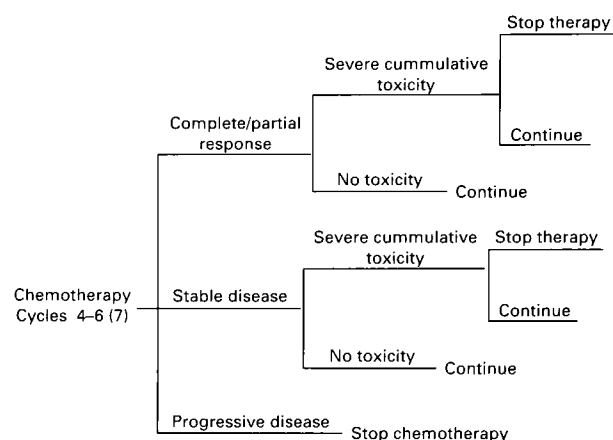 Stop therapy
Severe cummulative
toxicity
Complete/partial
response
Continue
No toxicity
Continue
Severe cummulative
toxicity
Stop therapy
Chemotherapy
Cycles 4–6 (7)
Stable disease
Continue
No toxicity
Continue
Progressive disease
Stop chemotherapy